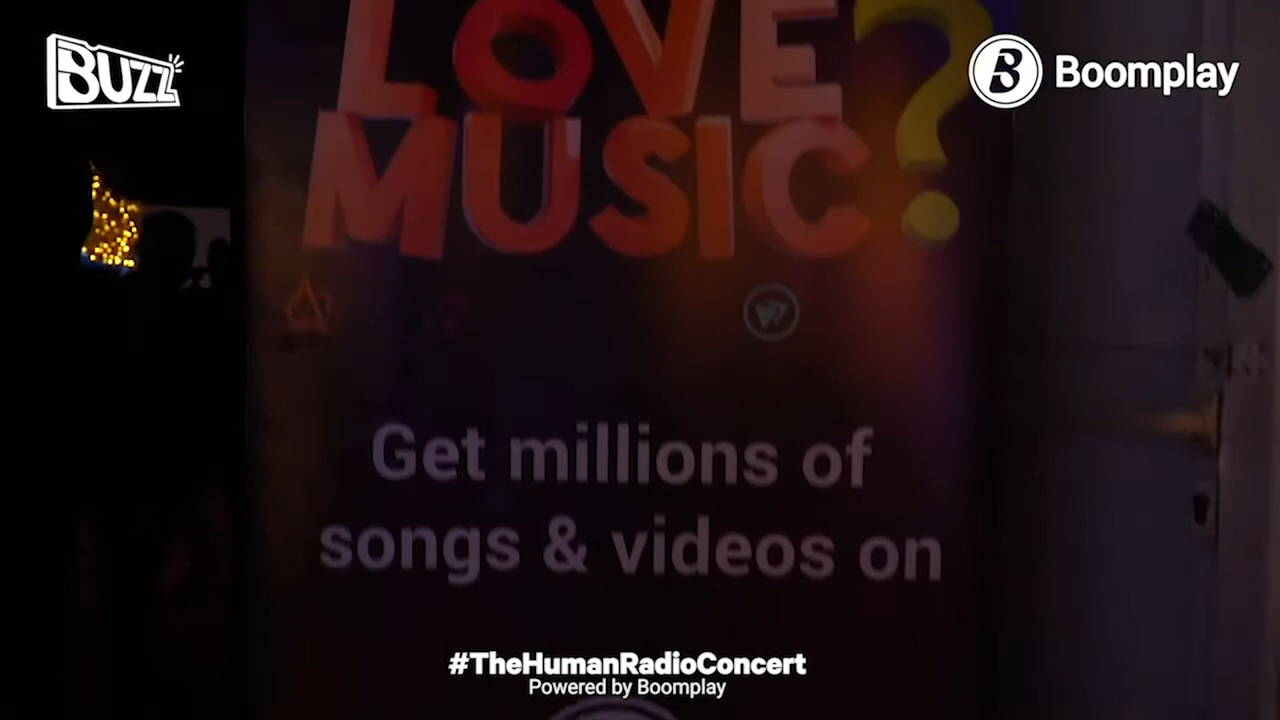 BUZZ
Boomplay
LOVE
MUSIC?
Get millions of
songs & videos on
#TheHumanRadioConcert
Powered by Boomplay